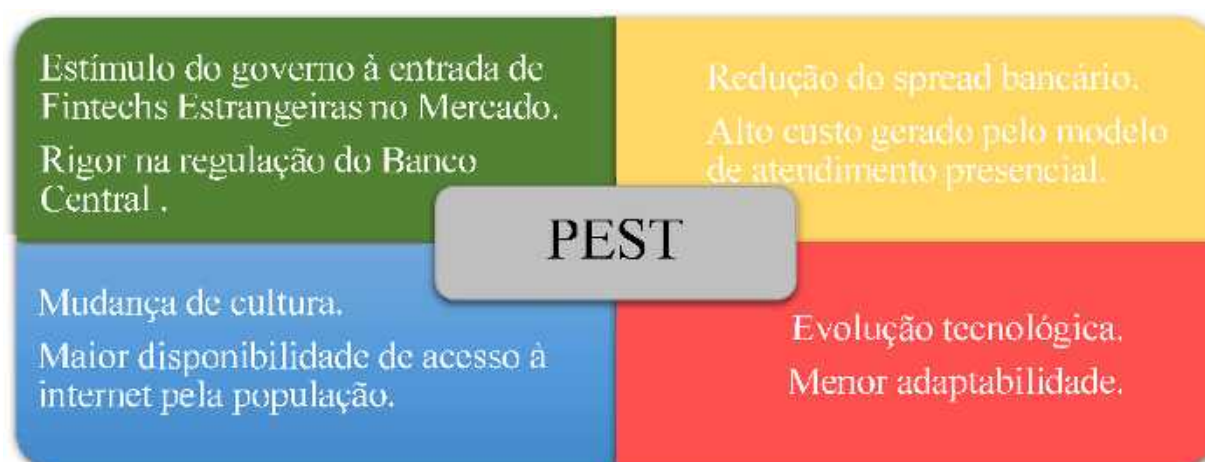 Estímulo do governo à entrada de
Fintechs Estrangeiras no Mercado.
Rigor na regulação do Banco
Central .
Redução do spread bancário.
Alto custo gerado pelo modelo
de atendimento presencial.
PEST
Mudança de cultura.
Maior disponibilidade de acesso à
internet pela população.
Evolução tecnológica.
Menor adaptabilidade.